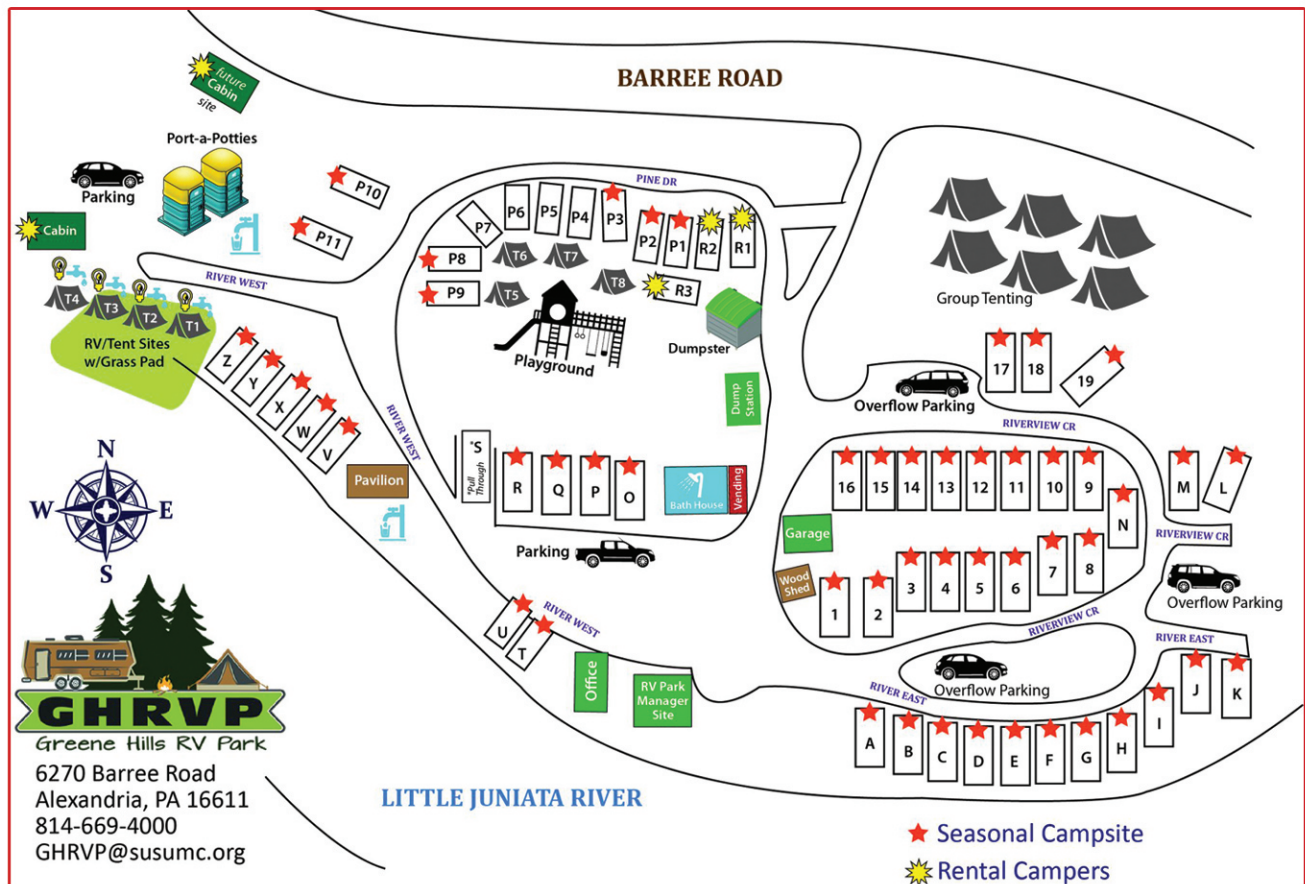 BARREE ROAD
future
Cabin
site
Port-a-Potties
Parking
Cabin
P10
P11
PINE DR
P7
P6
P5
P4
P3
P2
P1
R2
R1
P8
P9
T6
T7
T5
T8
R3
RIVER WEST
T4
T3
T2
T1
RV/Tent Sites
w/Grass Pad
Z
Y
X
W
V
Playground
Dumpster
Dump
Station
Group Tenting
17
18
19
Overflow Parking
RIVERVIEW CR
RIVER WEST
Pavilion
*S
*Pull
Through
R
Q
P
O
Bath House
Vending
Parking
16
15
14
13
12
11
10
9
N
M
L
RIVERVIEW CR
Garage
Wood
Shed
1
2
3
4
5
6
7
8
Overflow Parking
RIVERVIEW CR
RIVER EAST
N
W
E
S
U
T
RIVER WEST
Office
RV Park
Manager
Site
RIVER EAST
Overflow Parking
A
B
C
D
E
F
G
H
I
J
K
GHRVP
Greene Hills RV Park
6270 Barree Road
Alexandria, PA 16611
814-669-4000
GHRVP@susumc.org
LITTLE JUNIATA RIVER
Seasonal Campsite
Rental Campers